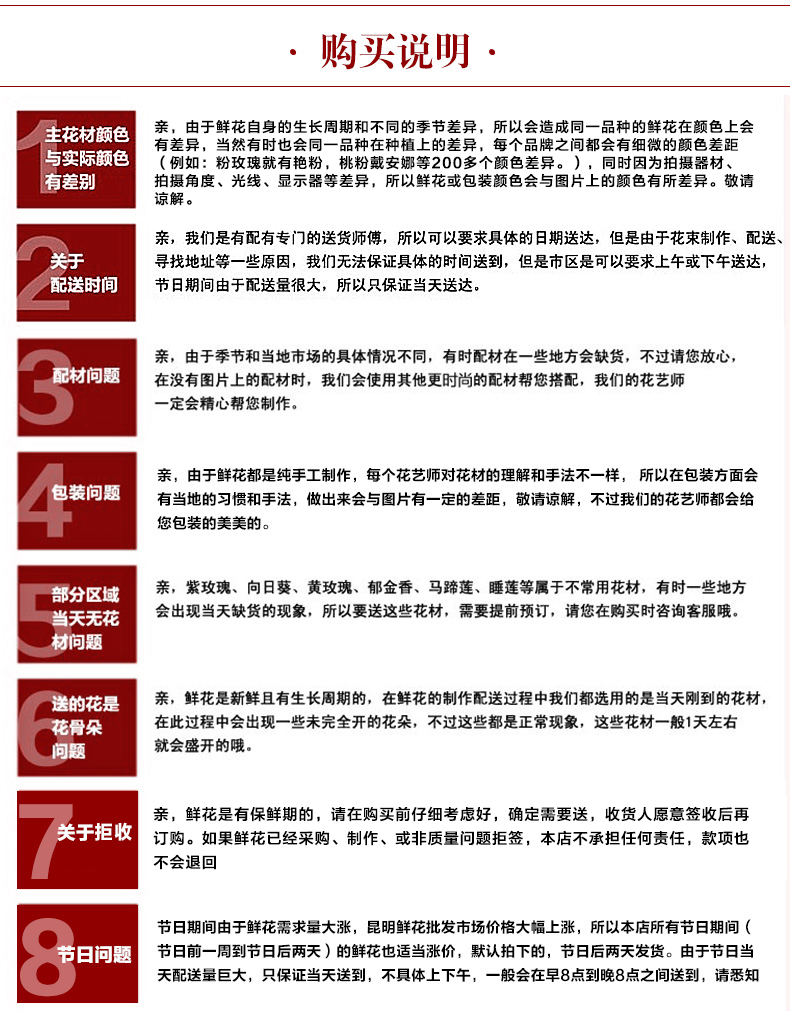 · 购买说明 ·
1
主花材颜色
与实际颜色
有差别
亲，由于鲜花自身的生长周期和不同的季节差异，所以会造成同一品种的鲜花在颜色上会
有差异，当然有时也会同一品种在种植上的差异，每个品牌之间都会有细微的颜色差距
（例如：粉玫瑰就有艳粉，桃粉戴安娜等200多个颜色差异。），同时因为拍摄器材、
拍摄角度、光线、显示器等差异，所以鲜花或包装颜色会与图片上的颜色有所差异。敬请
谅解。
2
关于
配送时间
亲，我们是有配有专门的送货师傅，所以可以要求具体的日期送达，但是由于花束制作、配送、
寻找地址等一些原因，我们无法保证具体的时间送到，但是市区是可以要求上午或下午送达，
节日期间由于配送量很大，所以只保证当天送达。
3
配材问题
亲，由于季节和当地市场的具体情况不同，有时配材在一些地方会缺货，不过请您放心，
在没有图片上的配材时，我们会使用其他更时尚的配材帮您搭配，我们的花艺师
一定会精心帮您制作。
4
包装问题
亲，由于鲜花都是纯手工制作，每个花艺师对花材的理解和手法不一样， 所以在包装方面会
有当地的习惯和手法，做出来会与图片有一定的差距，敬请谅解，不过我们的花艺师都会给
您包装的美美的。
5
部分区域
当天无花
材问题
亲，紫玫瑰、向日葵、黄玫瑰、郁金香、马蹄莲、睡莲等属于不常用花材，有时一些地方
会出现当天缺货的现象，所以要送这些花材，需要提前预订，请您在购买时咨询客服哦。
6
送的花是
花骨朵
问题
亲，鲜花是新鲜且有生长周期的，在鲜花的制作配送过程中我们都选用的是当天刚到的花材，
在此过程中会出现一些未完全开的花朵，不过这些都是正常现象，这些花材一般1天左右
就会盛开的哦。
7
关于拒收
亲，鲜花是有保鲜期的，请在购买前仔细考虑好，确定需要送，收货人愿意签收后再
订购。如果鲜花已经采购、制作、或非质量问题拒签，本店不承担任何责任，款项也
不会退回
8
节日问题
节日期间由于鲜花需求量大涨，昆明鲜花批发市场价格大幅上涨，所以本店所有节日期间（
节日前一周到节日后两天）的鲜花也适当涨价，默认拍下的，节日后两天发货。由于节日当
天配送量巨大，只保证当天送到，不具体上下午，一般会在早8点到晚8点之间送到，请悉知